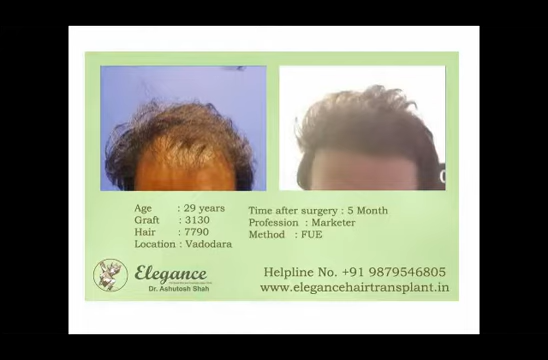 Age : 29 years
Graft : 3130
Hair : 7790
Location : Vadodara
Time after surgery : 5 Month
Profession : Marketer
Method : FUE
Elegance
Dr. Ashutosh Shah
Helpline No. +91 9879546805
www.elegancehairtransplant.in